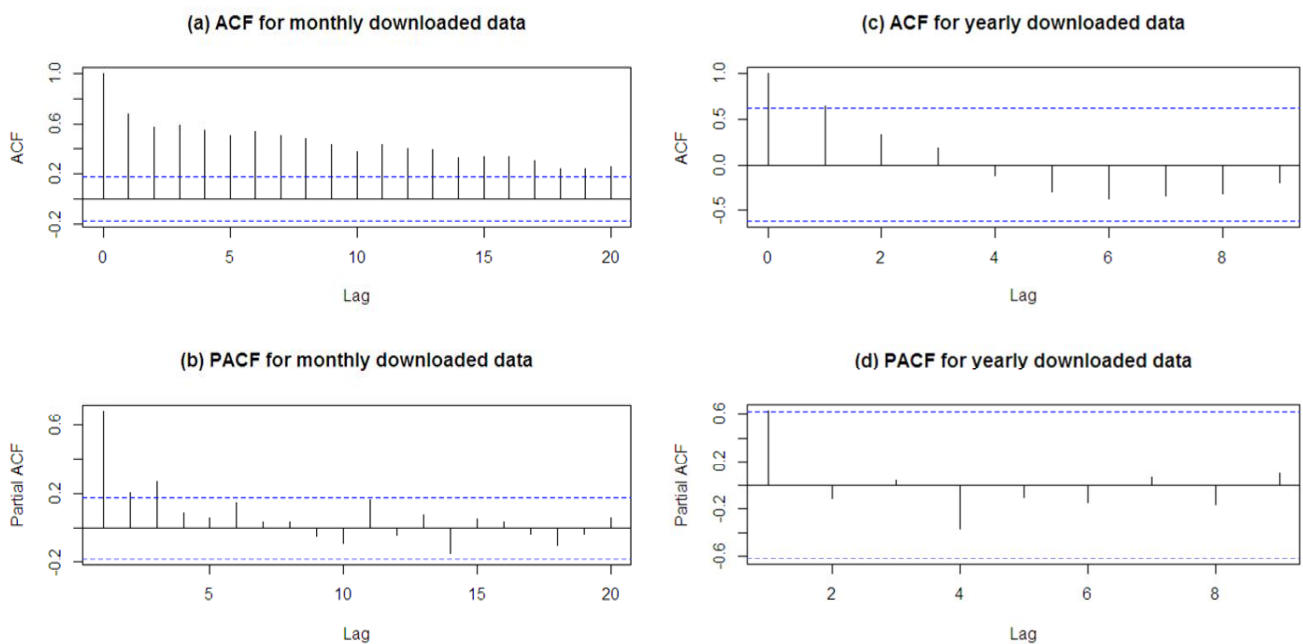 (a) ACF for monthly downloaded data
ACF
-0.2
0.2
0.6
1.0
0
5
10
15
20
Lag
(c) ACF for yearly downloaded data
ACF
-0.5
0.0
0.5
1.0
0
2
4
6
8
Lag
(b) PACF for monthly downloaded data
Partial ACF
-0.2
0.2
0.6
5
10
15
20
Lag
(d) PACF for yearly downloaded data
Partial ACF
-0.6
-0.2
0.2
0.6
2
4
6
8
Lag